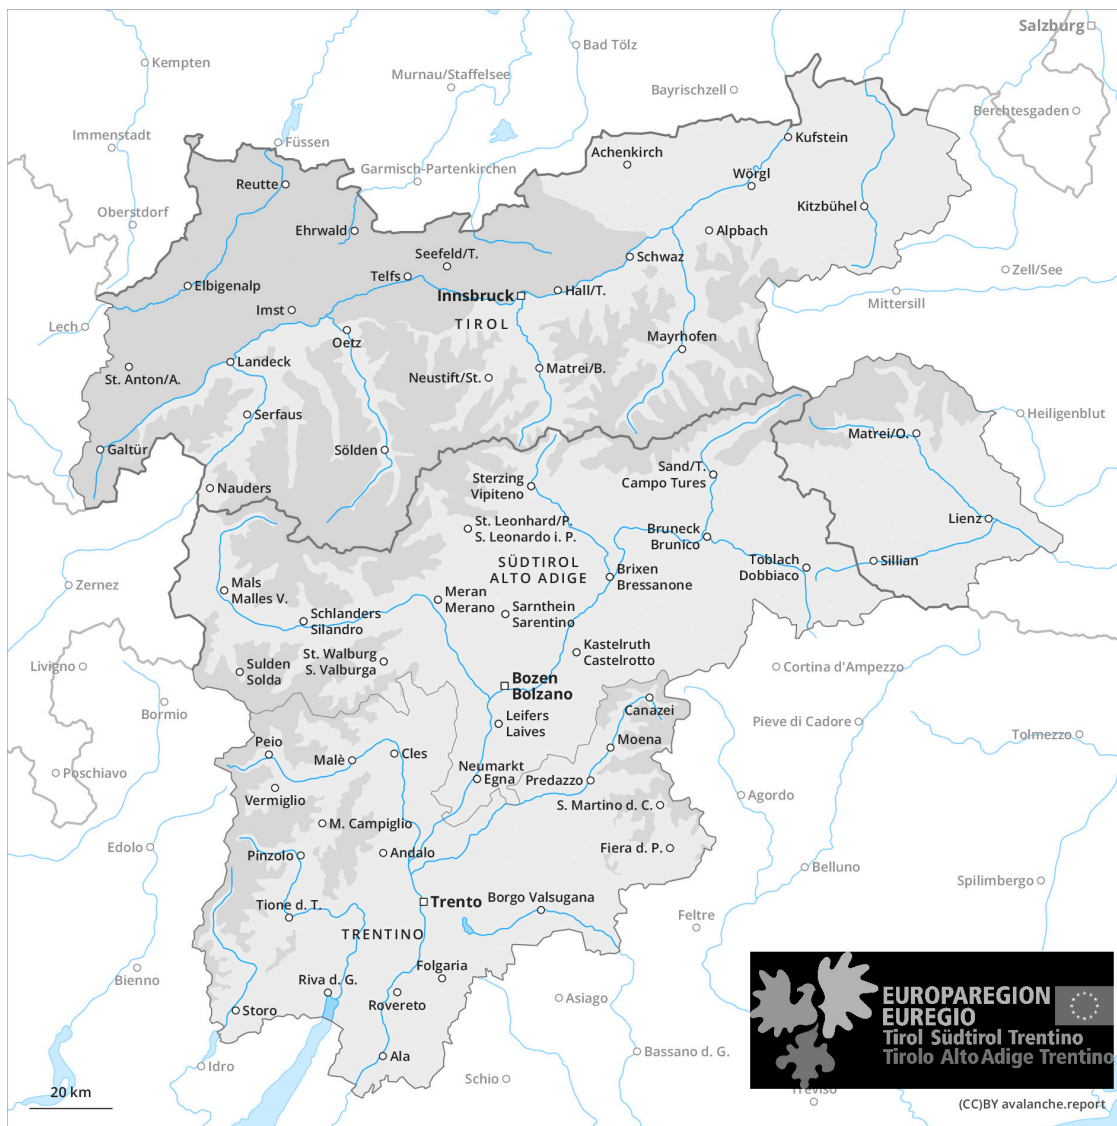 Salzburg
Bad Tölz
Kempten
Murnau/Staffelsee
Bayrischzell
Berchtesgaden
Immenstadt
Füssen
Kufstein
Achenkirch
Garmisch-Partenkirchen
Wörgl
Reutte
Kitzbühel
Oberstdorf
Ehrwald
Alpbach
Seefeld/T.
Schwaz
Zell/See
Telfs
Elbigenalp
Innsbruck
Hall/T.
Mittersill
Imst
TIROL
Lech
Oetz
Mayrhofen
Landeck
Matrei/B.
St. Anton/A.
Neustift/St.
Serfaus
Heiligenblut
Matrei/O.
Galtür
Sölden
Sand/T.
Campo Tures
Sterzing
Vipiteno
Nauders
Lienz
St. Leonhard/P.
S. Leonardo i. P.
Bruneck
Brunico
SÜDTIROL
ALTO ADIGE
Toblach
Dobbiaco
Sillian
Brixen
Bressanone
Zernez
Mals
Malles V.
Meran
Merano
Schlanders
Silandro
Sarnthein
Sarentino
Kastelruth
Castelrotto
St. Walburg
S. Valburga
Livigno
Sulden
Solda
Cortina d'Ampezzo
Bozen
Bolzano
Canazei
Bormio
Leifers
Laives
Pieve di Cadore
Tolmezzo
Moena
Peio
Cles
Malè
Neumarkt
Egna
Poschiavo
Predazzo
Vermiglio
Agordo
S. Martino d. C.
M. Campiglio
Edolo
Pinzolo
Andalo
Fiera d. P.
Belluno
Spilimbergo
Borgo Valsugana
Trento
Tione d. T.
Feltre
TRENTINO
Folgaria
Bienno
Riva d. G.
Rovereto
Asiago
Storo
EUROPAREGION
EUREGIO
Tirol Südtirol Trentino
Tirolo Alto Adige Trentino
Ala
Bassano d. G.
Idro
Schio
Treviso
20 km
(CC)BY avalanche.report